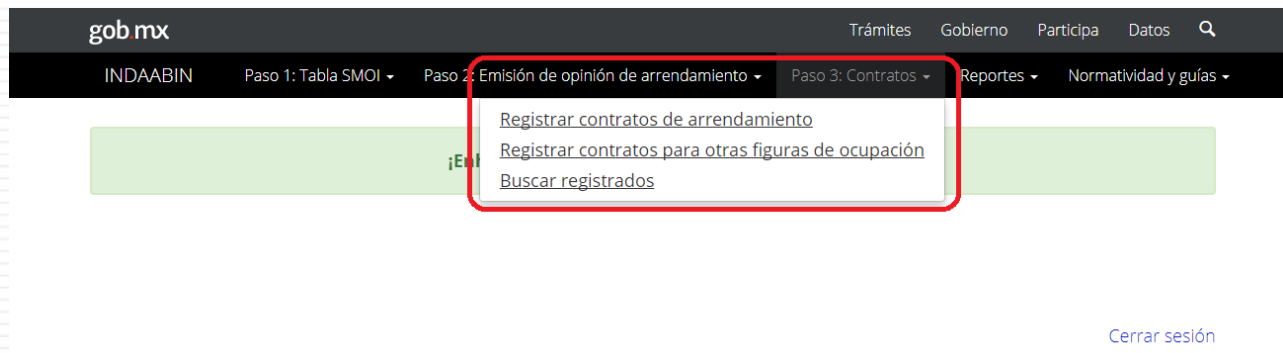 gob.mx Trámites Gobierno Participa Datos
INDAABIN Paso 1: Tabla SMOI Paso 2: Emisión de opinión de arrendamiento Paso 3: Contratos Reportes Normatividad y guías
Registrar contratos de arrendamiento
Registrar contratos para otras figuras de ocupación
Buscar registrados
Cerrar sesión